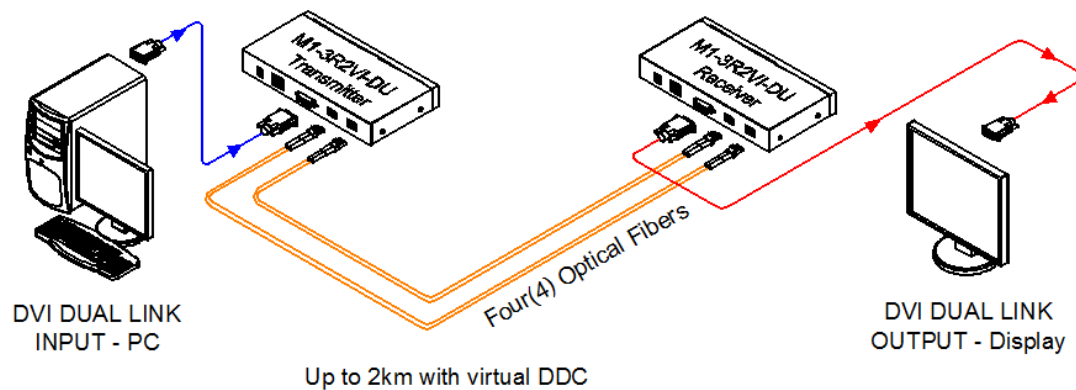 M1-3R2VI-DU
Transmitter
M1-3R2VI-DU
Receiver
Four(4) Optical Fibers
DVI DUAL LINK
INPUT - PC
DVI DUAL LINK
OUTPUT - Display
Up to 2km with virtual DDC